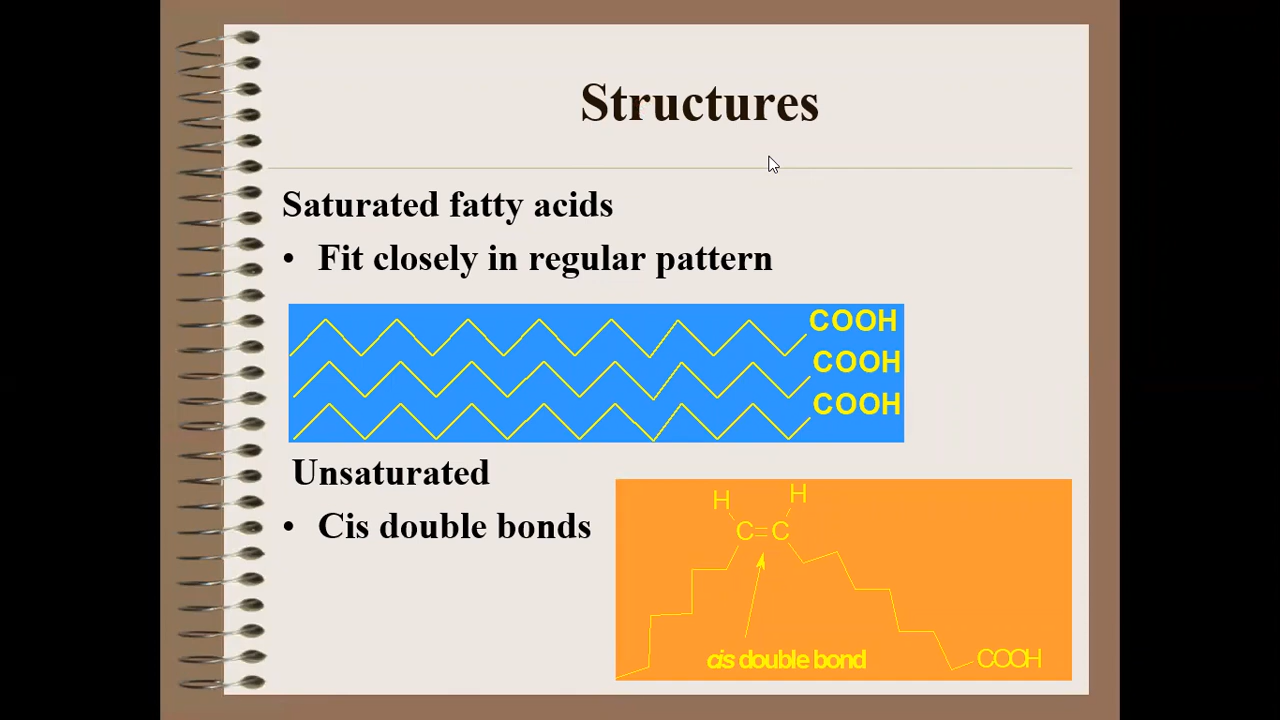 Structures
Saturated fatty acids
• Fit closely in regular pattern
COOH
COOH
COOH
Unsaturated
• Cis double bonds
H H
C=C
cis double bond
COOH